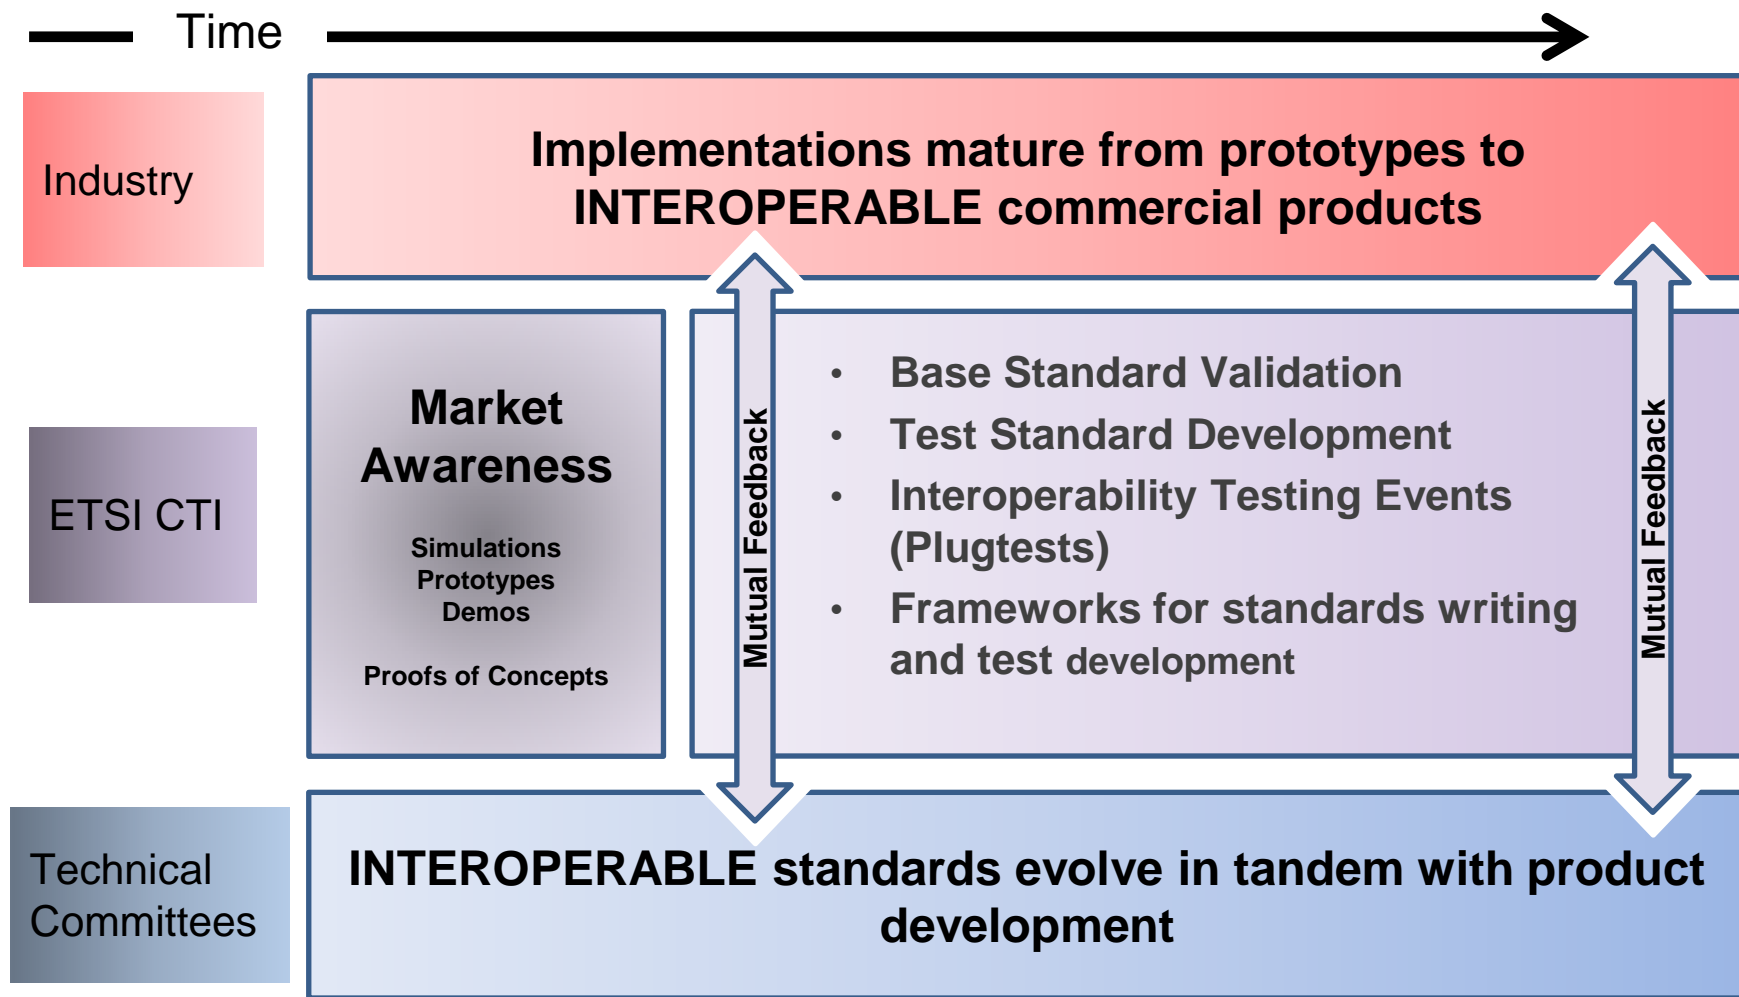 Time
Industry
Implementations mature from prototypes to
INTEROPERABLE commercial products
ETSI CTI
Market
Awareness
Simulations
Prototypes
Demos
Proofs of Concepts
Mutual Feedback
• Base Standard Validation
• Test Standard Development
• Interoperability Testing Events
(Plugtests)
• Frameworks for standards writing
and test development
Mutual Feedback
Technical
Committees
INTEROPERABLE standards evolve in tandem with product
development